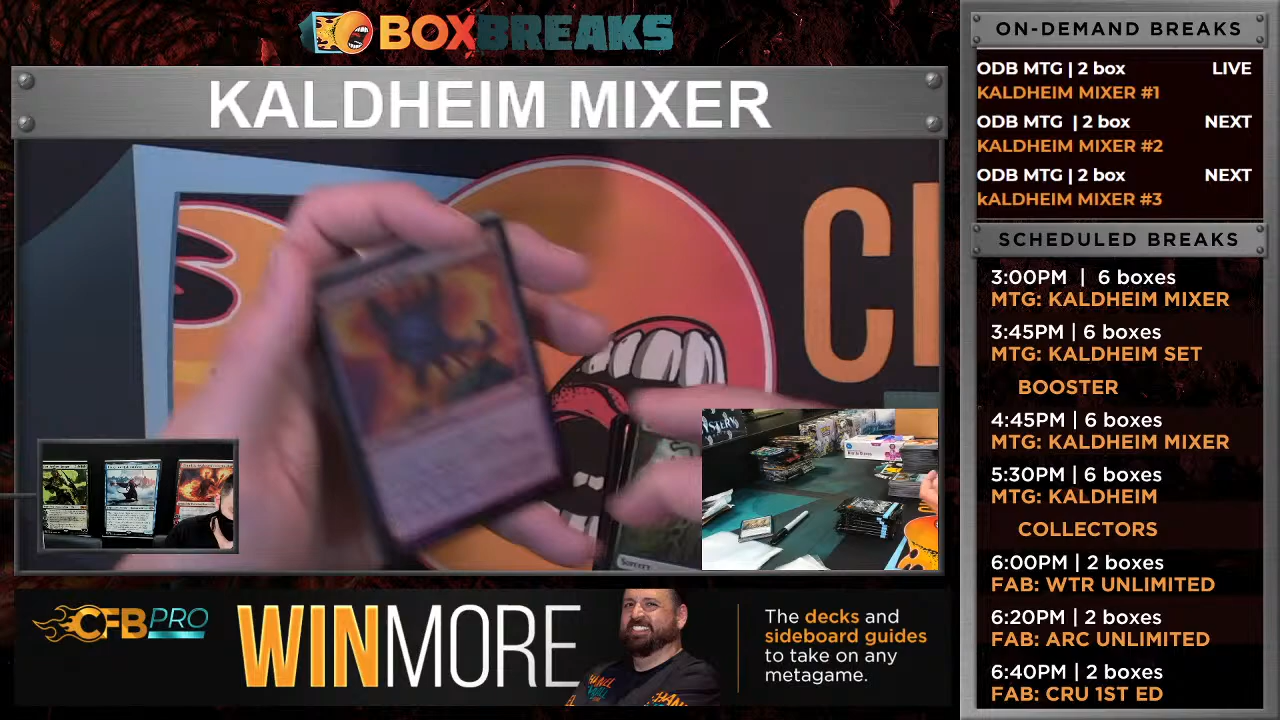 BOXBREAKS
KALDHEIM MIXER
ON-DEMAND BREAKS
ODB MTG | 2 box LIVE
KALDHEIM MIXER #1
ODB MTG | 2 box NEXT
KALDHEIM MIXER #2
ODB MTG | 2 box NEXT
kALDHEIM MIXER #3
SCHEDULED BREAKS
3:00PM | 6 boxes
MTG: KALDHEIM MIXER
3:45PM | 6 boxes
MTG: KALDHEIM SET
BOOSTER
4:45PM | 6 boxes
MTG: KALDHEIM MIXER
5:30PM | 6 boxes
MTG: KALDHEIM
COLLECTORS
6:00PM | 2 boxes
FAB: WTR UNLIMITED
6:20PM | 2 boxes
FAB: ARC UNLIMITED
6:40PM | 2 boxes
FAB: CRU 1ST ED
SORCERY
CFBPRO
WINMORE
The decks and
sideboard guides
to take on any
metagame.